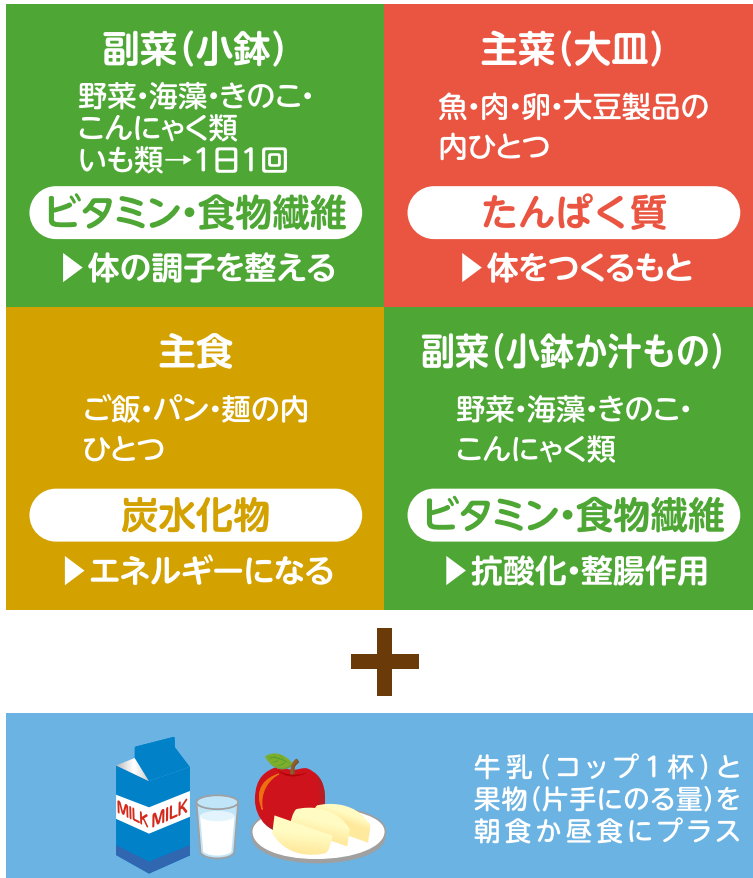 副菜(小鉢)
野菜・海藻・きのこ・
こんにゃく類
いも類→1日1回
ビタミン・食物繊維
▶体の調子を整える
主菜(大皿)
魚・肉・卵・大豆製品の
内ひとつ
たんぱく質
▶体をつくるもと
主食
ご飯・パン・麺の内
ひとつ
炭水化物
▶エネルギーになる
副菜(小鉢か汁もの)
野菜・海藻・きのこ・
こんにゃく類
ビタミン・食物繊維
▶抗酸化・整腸作用
+
MILK MILK
牛乳(コップ1杯)と
果物(片手にのる量)を
朝食か昼食にプラス